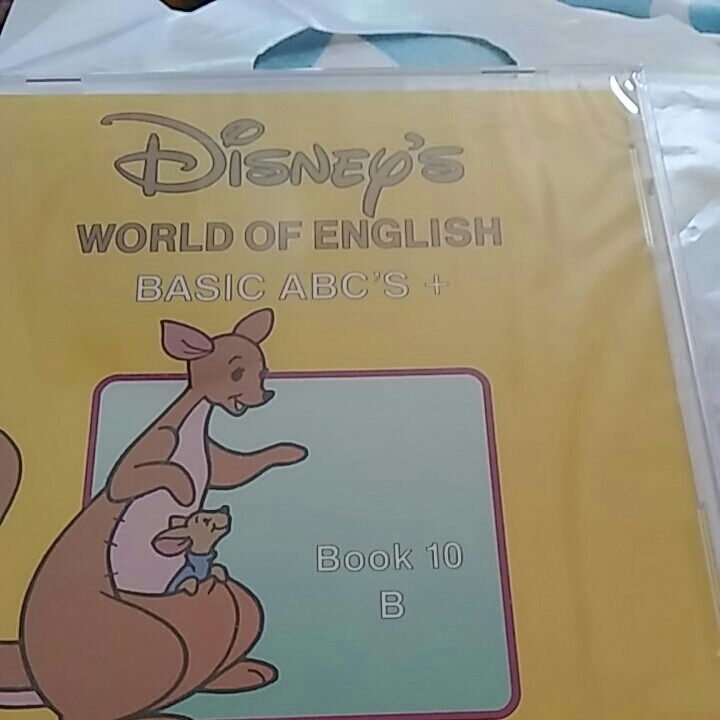 DISNEY'S
WORLD OF ENGLISH
BASIC ABC'S +
Book 10
B